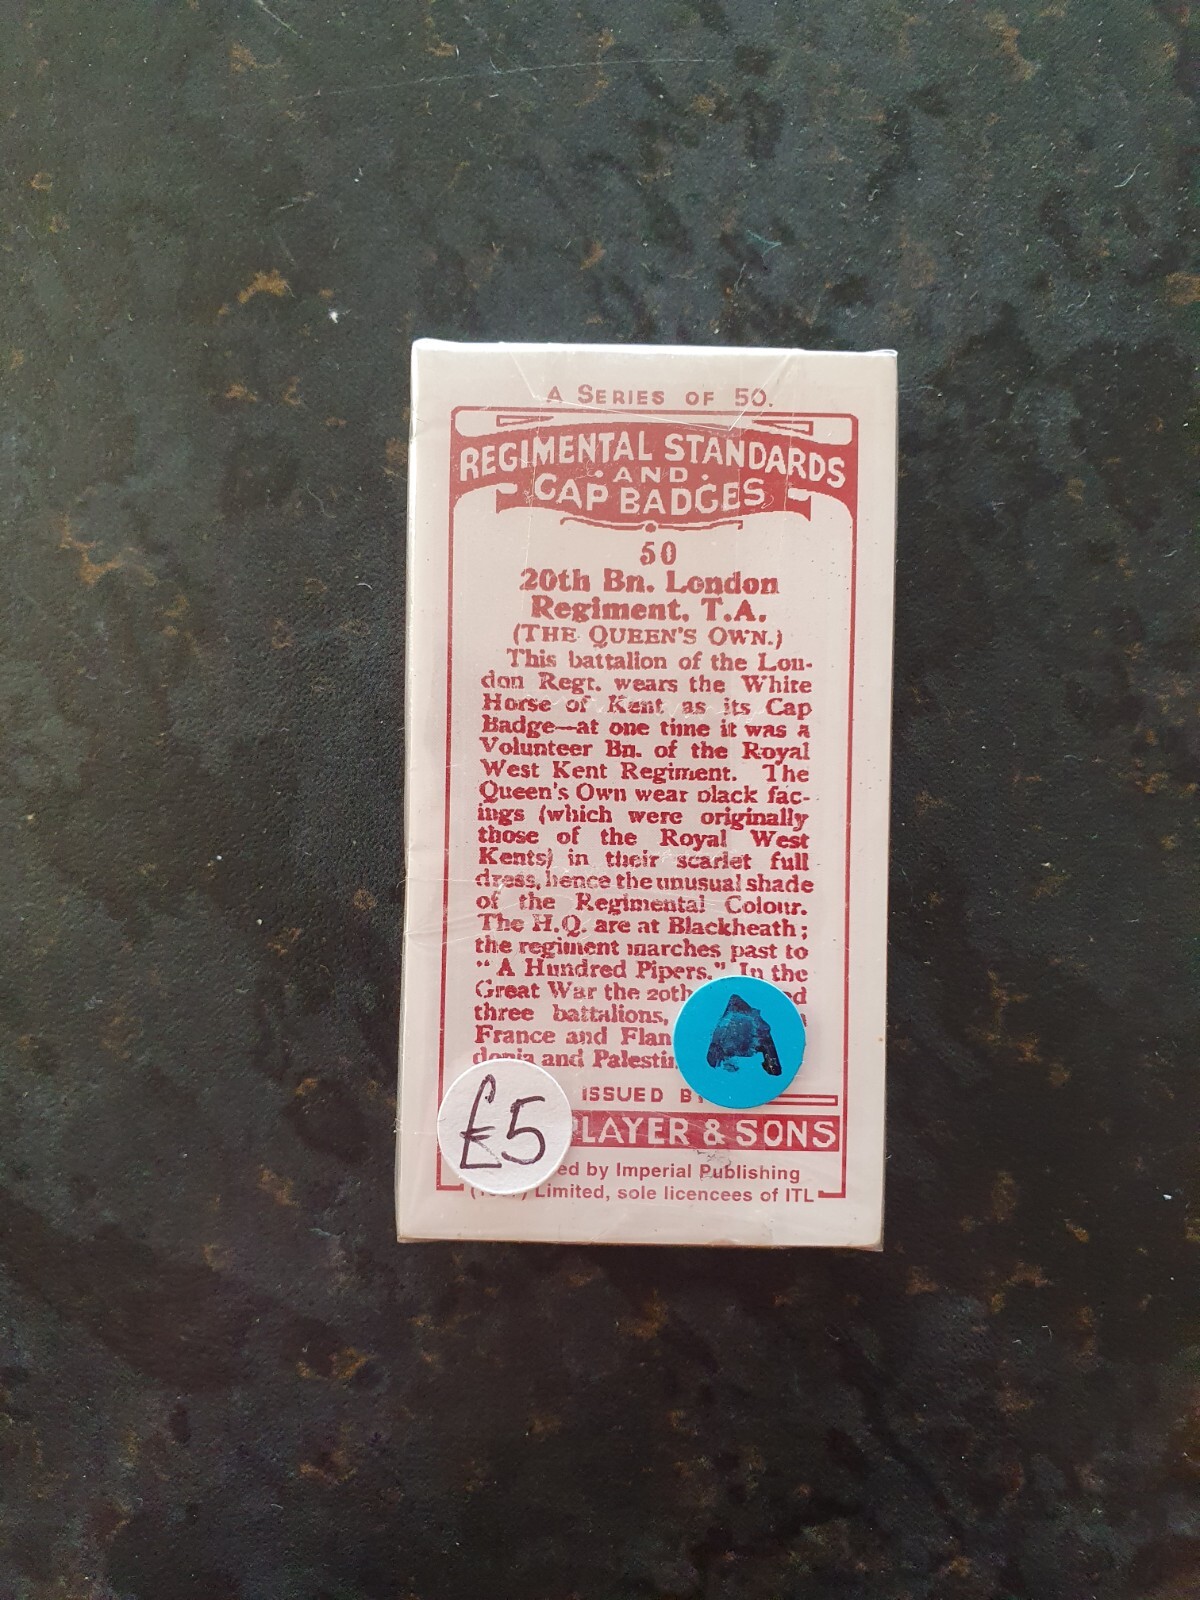 A SERIES OF 50.
REGIMENTAL STANDARDS
· AND ·
CAP BADGES
50
20th Bn. London
Regiment, T.A.
(THE QUEEN'S OWN.)
This battalion of the Lon-
don Regt. wears the White
Horse of Kent as its Cap
Badge—at one time it was a
Volunteer Bn. of the Royal
West Kent Regiment. The
Queen's Own wear black fac-
ings (which were originally
those of the Royal West
Kents) in their scarlet full
dress, hence the unusual shade
of the Regimental Colour.
The H.Q. are at Blackheath;
the regiment marches past to
"A Hundred Pipers." In the
Great War the 20th
three battalions,
France and Flan
donia and Palestin
ISSUED B
PLAYER & SONS
ed by Imperial Publishing
Limited, sole licencees of ITL
£5
A